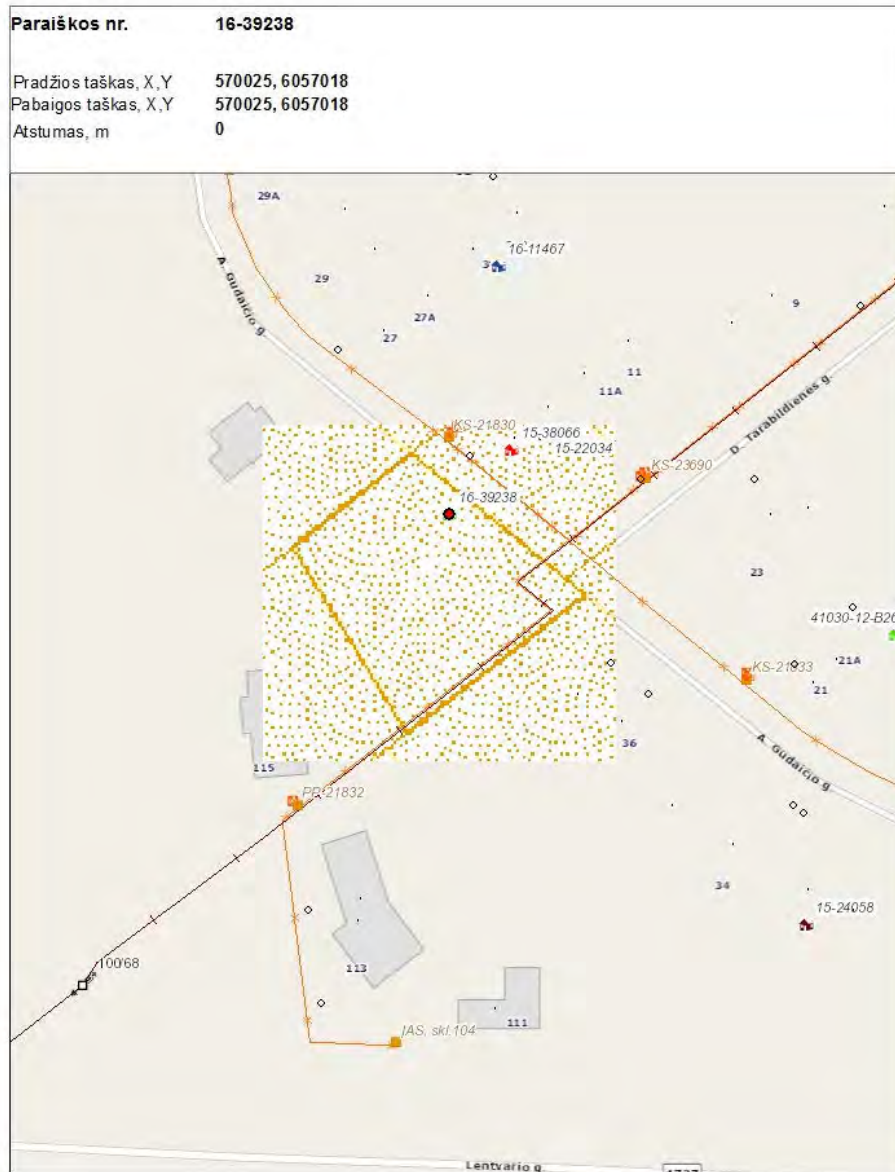 Paraiškos nr. 16-39238
Pradžios taškas, X,Y 570025, 6057018
Pabaigos taškas, X,Y 570025, 6057018
Atstumas, m 0
29A
16-11467
29
A. Gudaičio g.
27A
27
9
11
11A
D. Tarabildienės g.
KS-21830
15-38066
15-22034
KS-23690
16-39238
23
41030-12-B26
21A
KS-21833
21
36
A. Gudaičio g.
115
PP-21832
34
15-24058
100'68
113
IAS. skl.104
111
Lentvario g.